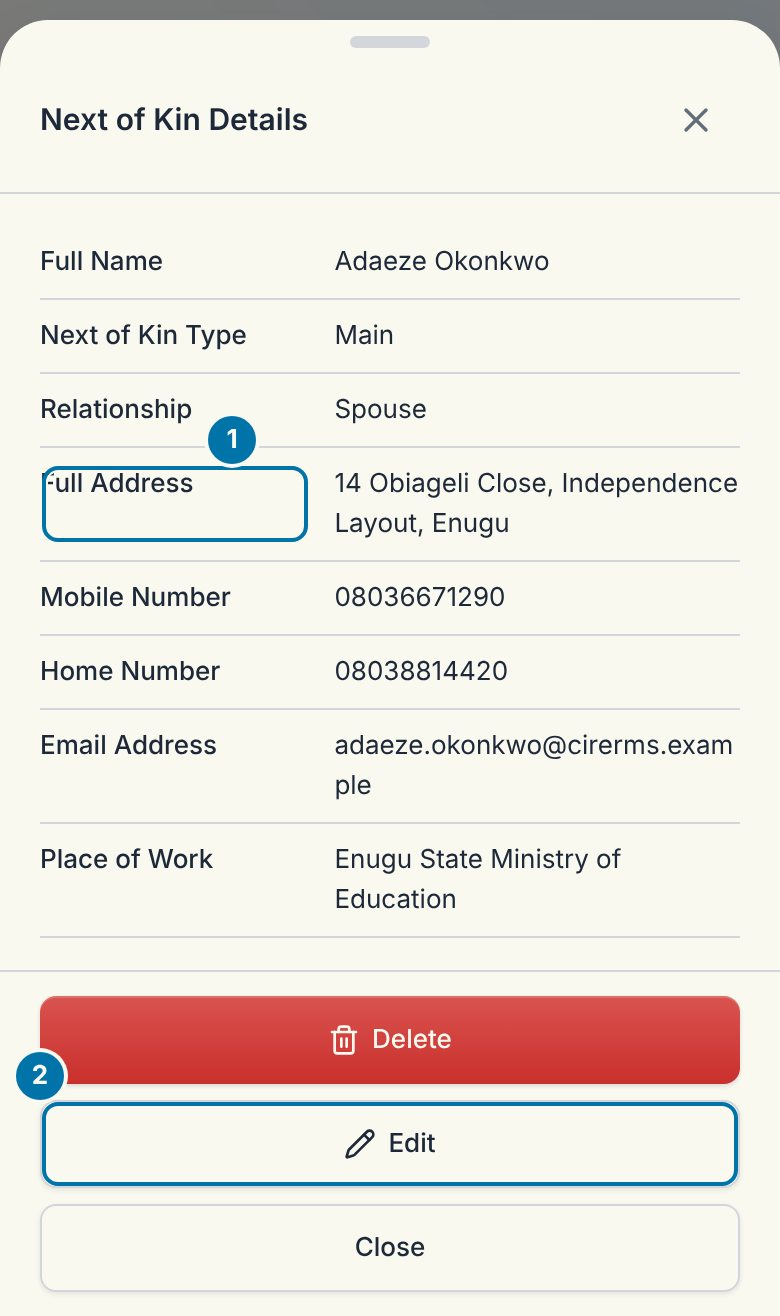 Next of Kin Details
Full Name
Adaeze Okonkwo
Next of Kin Type
Main
Relationship
Spouse
1
Full Address
14 Obiageli Close, Independence
Layout, Enugu
Mobile Number
08036671290
Home Number
08038814420
Email Address
adaeze.okonkwo@cirerms.exam
ple
Place of Work
Enugu State Ministry of
Education
Delete
2
Edit
Close